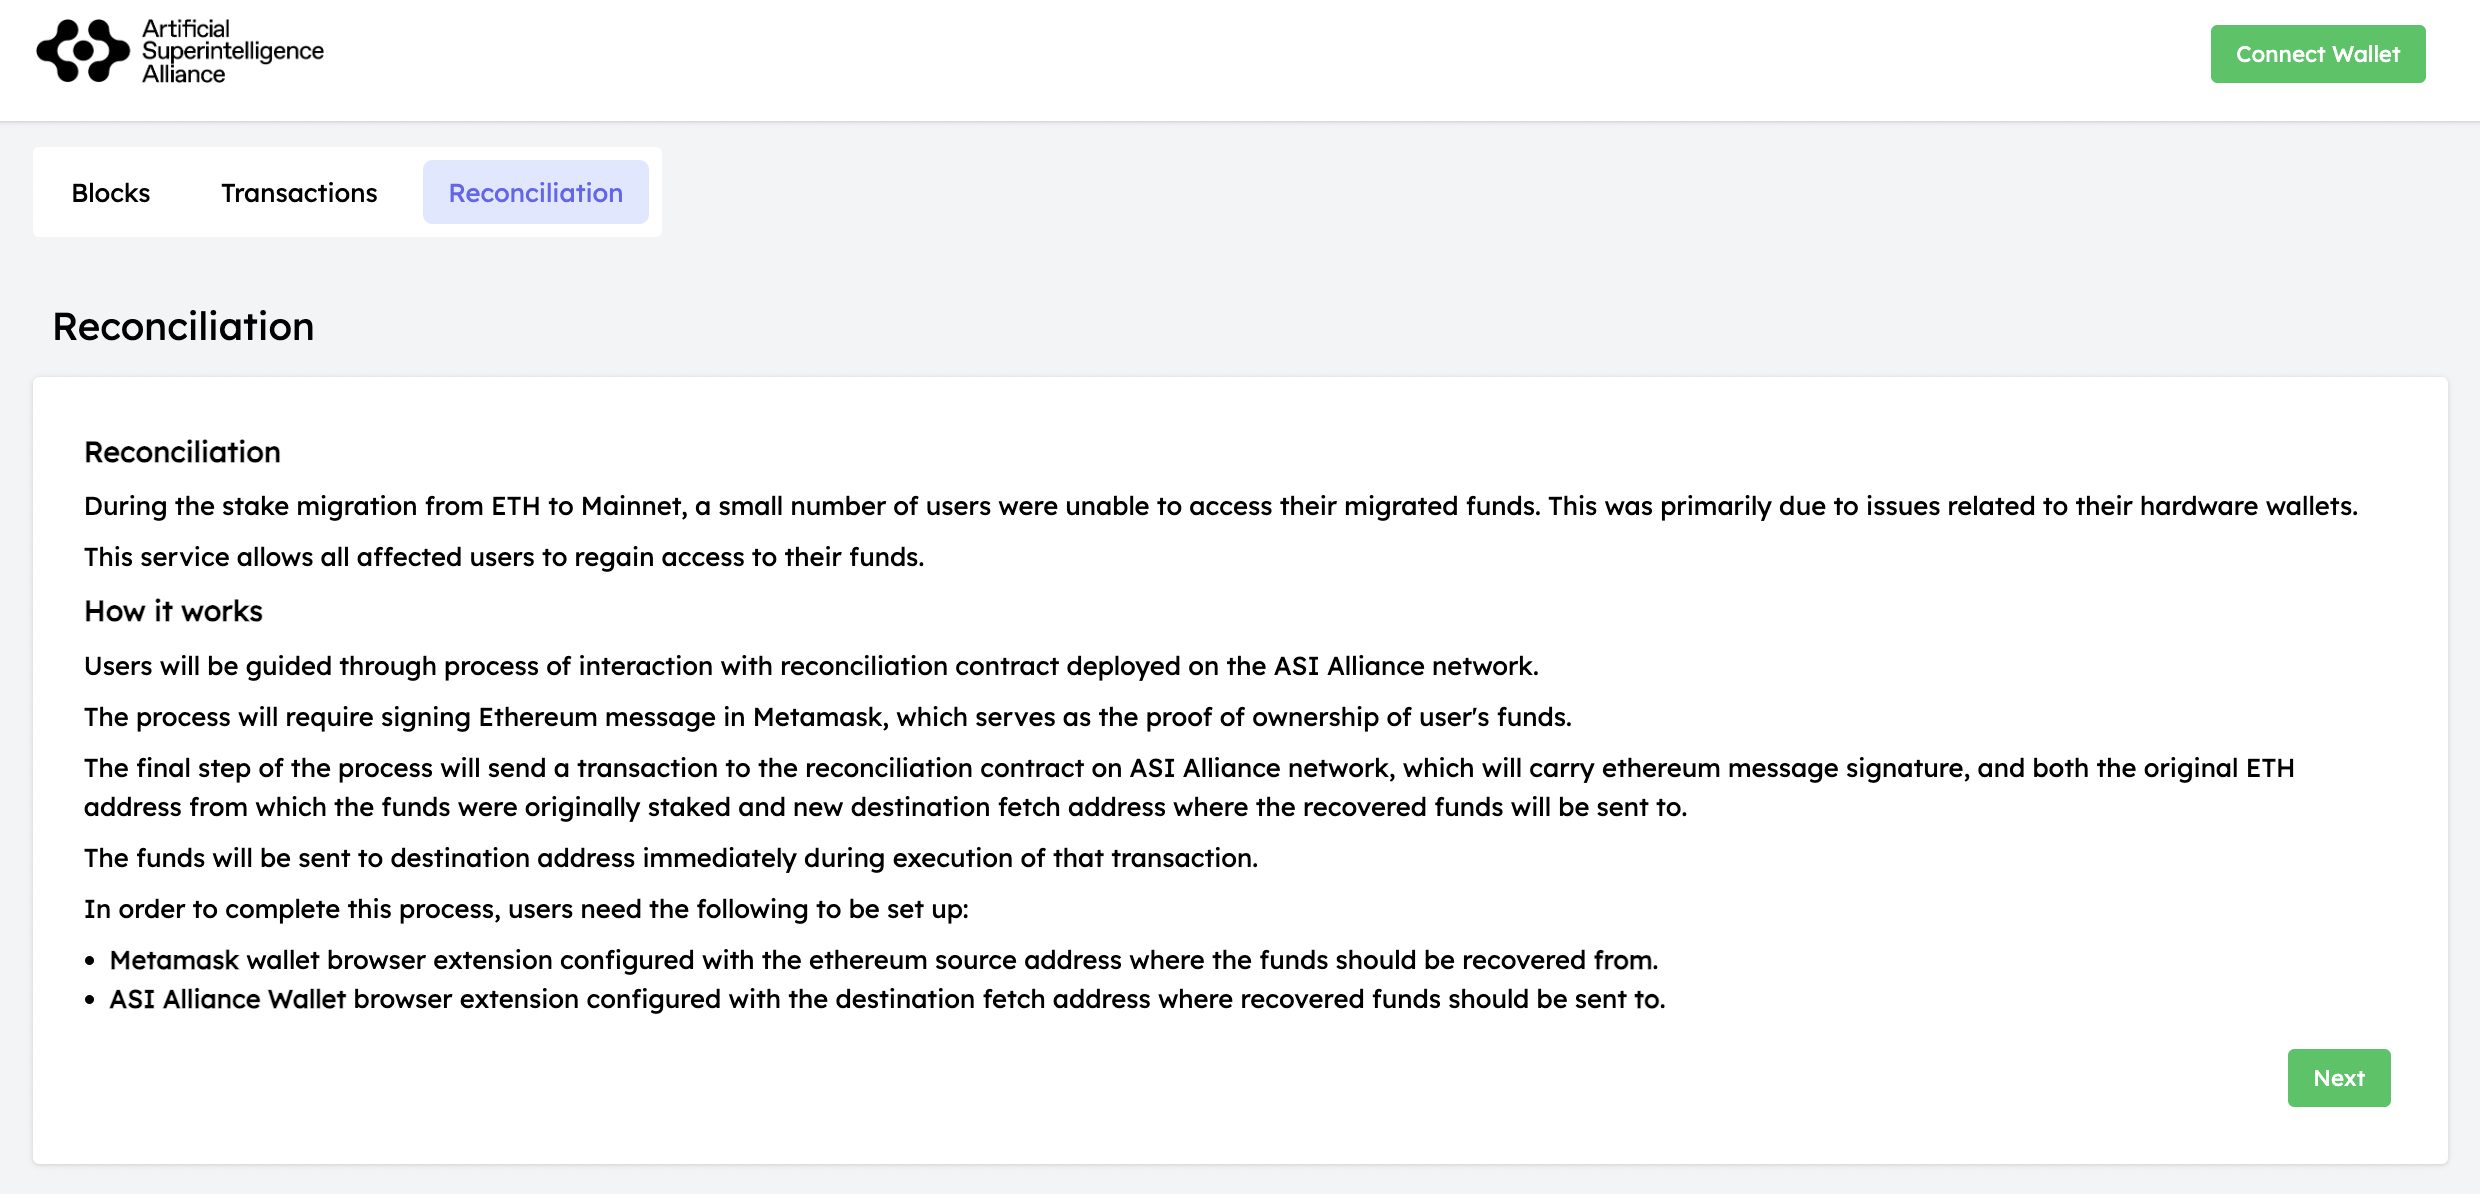 Artificial
Superintelligence
Alliance
Connect Wallet
Blocks
Transactions
Reconciliation
Reconciliation
Reconciliation
During the stake migration from ETH to Mainnet, a small number of users were unable to access their migrated funds. This was primarily due to issues related to their hardware wallets.
This service allows all affected users to regain access to their funds.
How it works
Users will be guided through process of interaction with reconciliation contract deployed on the ASI Alliance network.
The process will require signing Ethereum message in Metamask, which serves as the proof of ownership of user's funds.
The final step of the process will send a transaction to the reconciliation contract on ASI Alliance network, which will carry ethereum message signature, and both the original ETH
address from which the funds were originally staked and new destination fetch address where the recovered funds will be sent to.
The funds will be sent to destination address immediately during execution of that transaction.
In order to complete this process, users need the following to be set up:
• Metamask wallet browser extension configured with the ethereum source address where the funds should be recovered from.
• ASI Alliance Wallet browser extension configured with the destination fetch address where recovered funds should be sent to.
Next